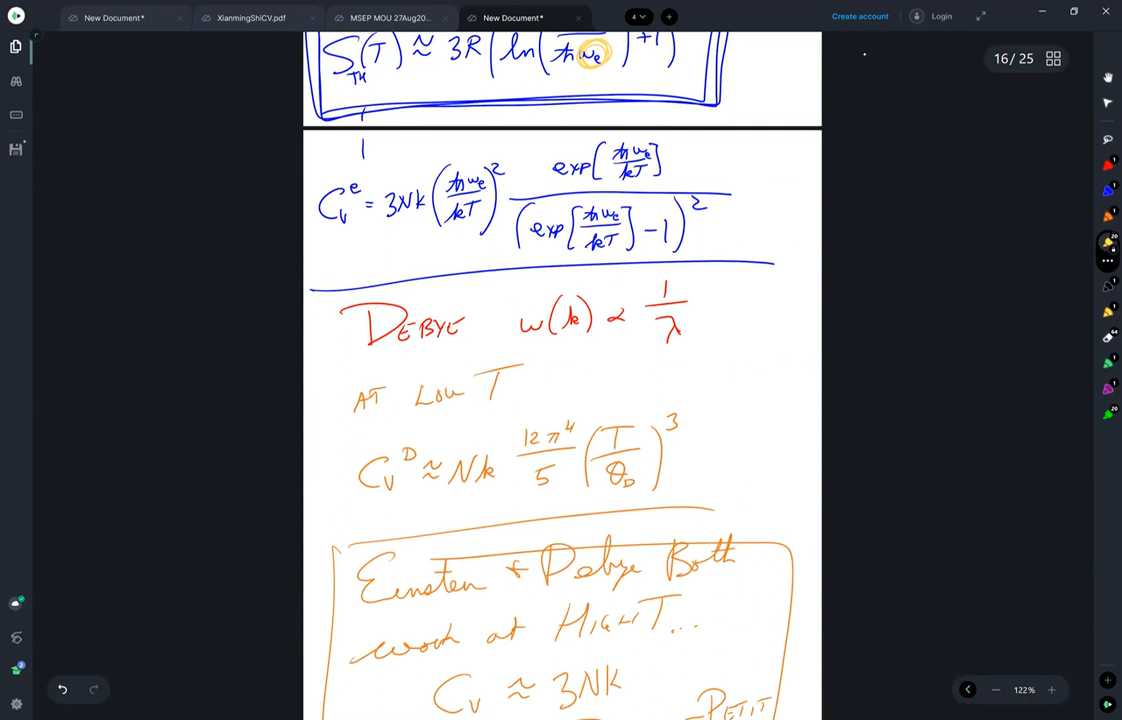 New Document*
XianmingShiCV.pdf
MSEP MOU 27Aug20...
New Document*
4
Create account
Login
16 / 25
S_TH(T) ≈ 3R (ln( / ħω_e ) + 1)
C_V^e = 3Nk (ħω_e / kT)^2 exp[ħω_e / kT] / (exp[ħω_e / kT] - 1)^2
DEBYE ω(k) ∝ 1/λ
AT LOW T
C_V^D ≈ Nk 12π^4 / 5 (T / θ_D)^3
Einsten + Debye Both
work at HIGH T...
C_V ≈ 3Nk
-PETIT
122%